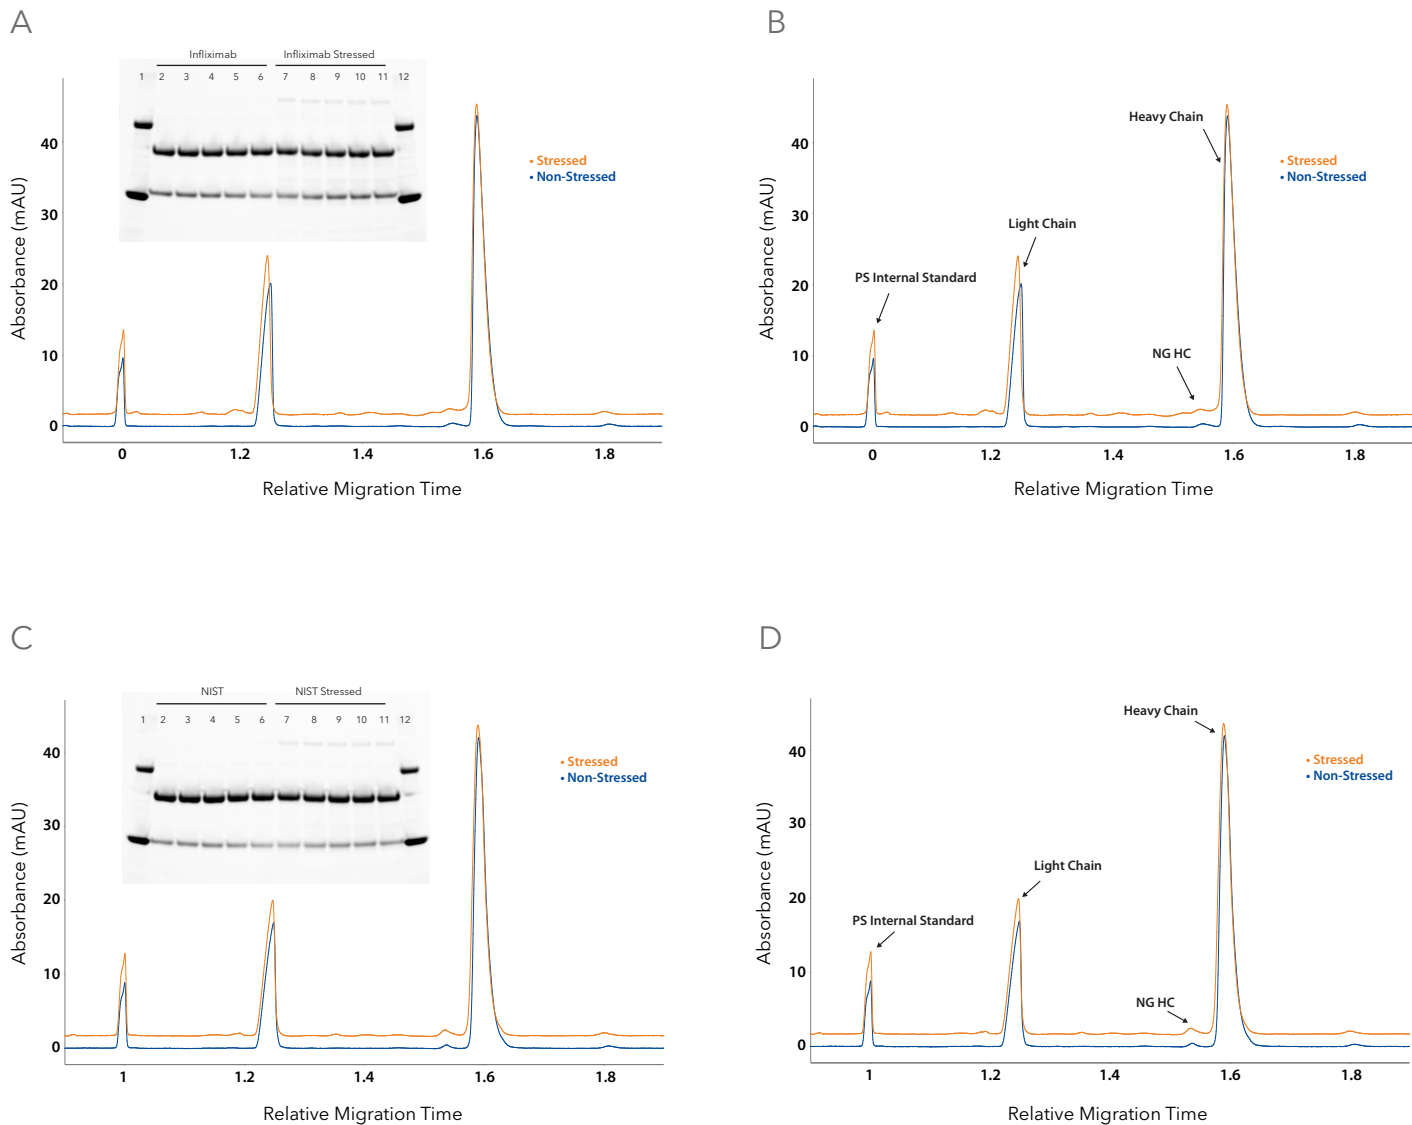 A
Infliximab Infliximab Stressed
1 2 3 4 5 6 7 8 9 10 11 12
• Stressed
• Non-Stressed
Absorbance (mAU)
40
30
20
10
0
0 1.2 1.4 1.6 1.8
Relative Migration Time
B
Heavy Chain
• Stressed
• Non-Stressed
Light Chain
PS Internal Standard
NG HC
Absorbance (mAU)
40
30
20
10
0
0 1.2 1.4 1.6 1.8
Relative Migration Time
C
NIST NIST Stressed
1 2 3 4 5 6 7 8 9 10 11 12
• Stressed
• Non-Stressed
Absorbance (mAU)
40
30
20
10
0
1 1.2 1.4 1.6 1.8
Relative Migration Time
D
Heavy Chain
• Stressed
• Non-Stressed
Light Chain
PS Internal Standard
NG HC
Absorbance (mAU)
40
30
20
10
0
1 1.2 1.4 1.6 1.8
Relative Migration Time